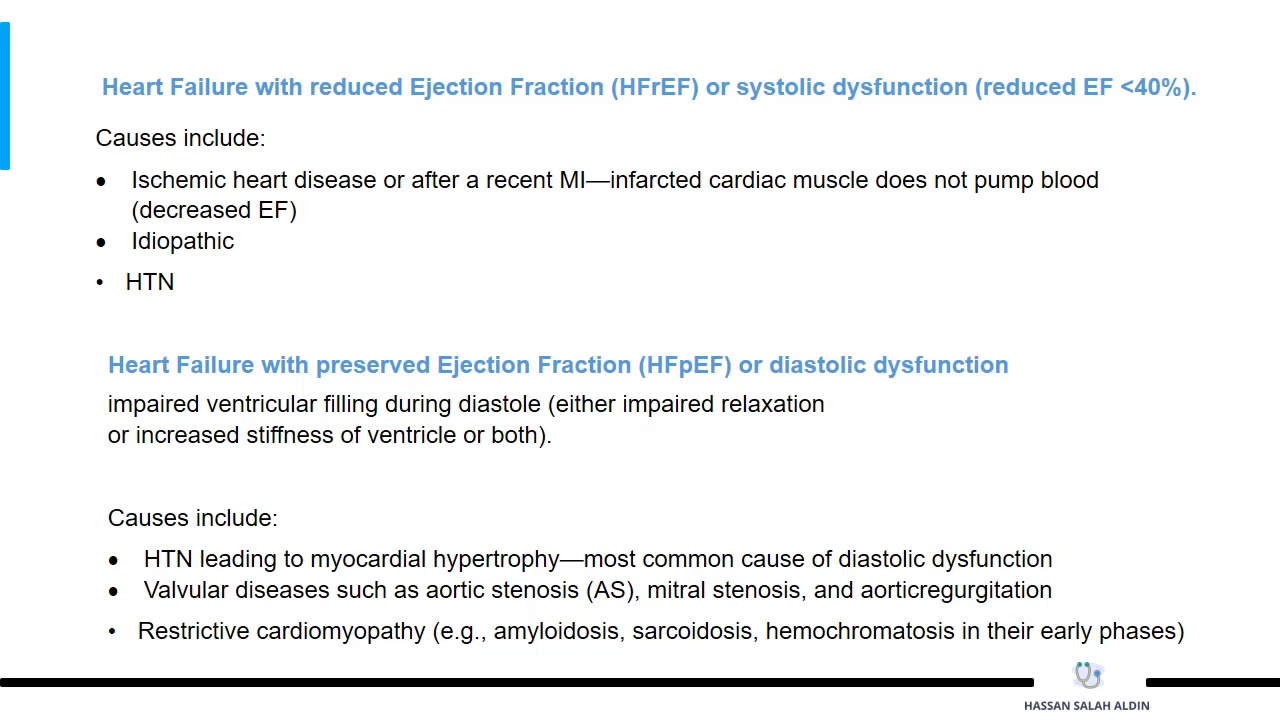 Heart Failure with reduced Ejection Fraction (HFrEF) or systolic dysfunction (reduced EF <40%).
Causes include:
● Ischemic heart disease or after a recent MI—infarcted cardiac muscle does not pump blood
(decreased EF)
● Idiopathic
• HTN
Heart Failure with preserved Ejection Fraction (HFpEF) or diastolic dysfunction
impaired ventricular filling during diastole (either impaired relaxation
or increased stiffness of ventricle or both).
Causes include:
● HTN leading to myocardial hypertrophy—most common cause of diastolic dysfunction
● Valvular diseases such as aortic stenosis (AS), mitral stenosis, and aorticregurgitation
• Restrictive cardiomyopathy (e.g., amyloidosis, sarcoidosis, hemochromatosis in their early phases)
HASSAN SALAH ALDIN